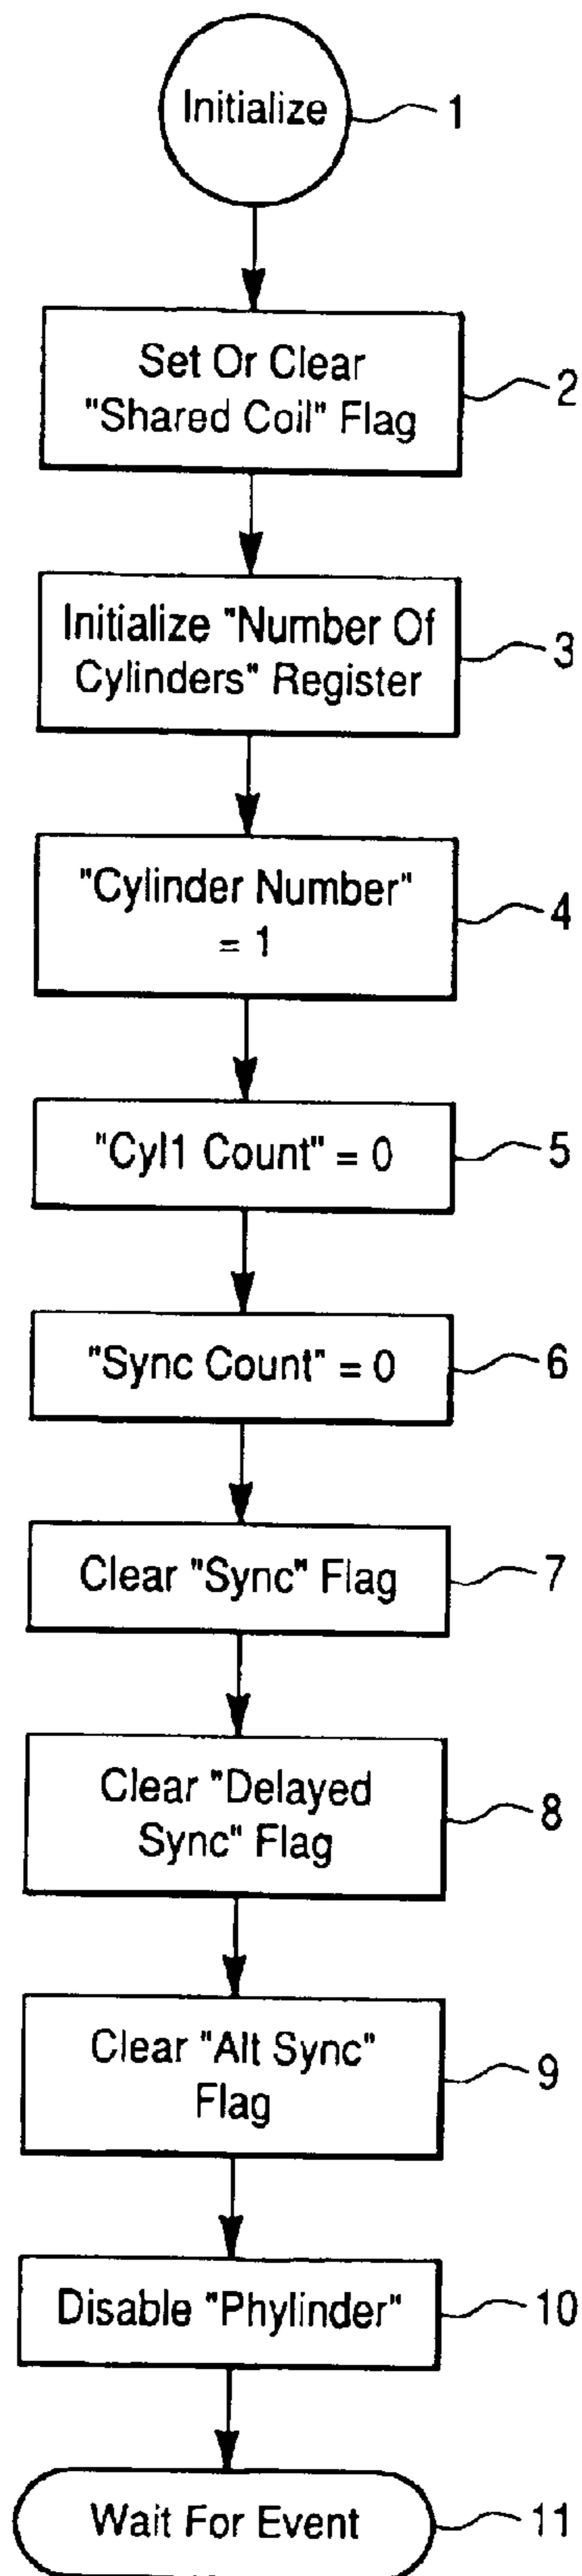 Initialize
1
Set Or Clear
"Shared Coil" Flag
2
Initialize "Number Of
Cylinders" Register
3
"Cylinder Number"
= 1
4
"Cyl1 Count" = 0
5
"Sync Count" = 0
6
Clear "Sync" Flag
7
Clear "Delayed
Sync" Flag
8
Clear "Alt Sync"
Flag
9
Disable "Phylinder"
10
Wait For Event
11